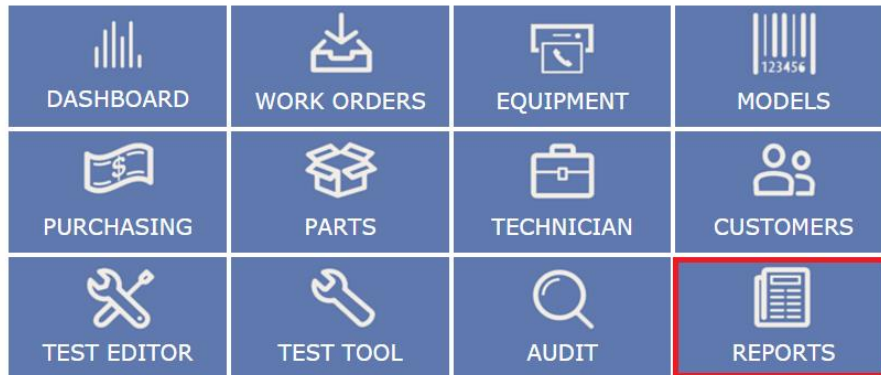 DASHBOARD
WORK ORDERS
EQUIPMENT
123456
MODELS
PURCHASING
$
PARTS
TECHNICIAN
CUSTOMERS
TEST EDITOR
TEST TOOL
AUDIT
REPORTS